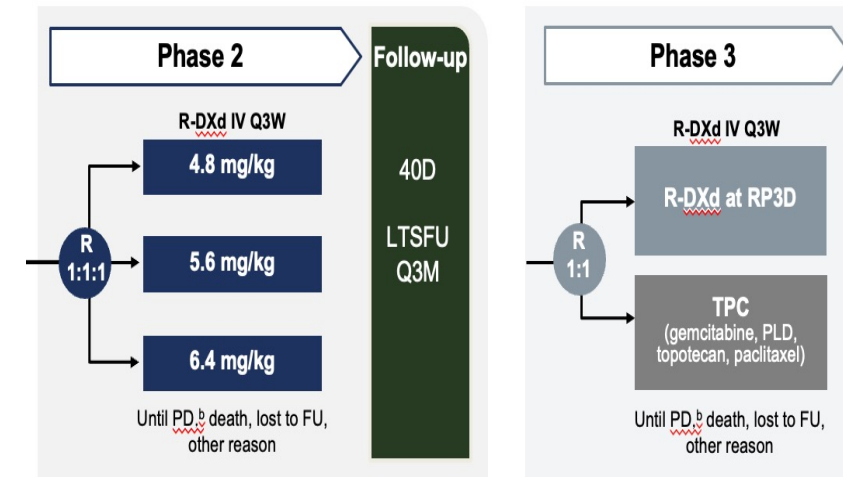 Phase 2
R-DXd IV Q3W
R
1:1:1
4.8 mg/kg
5.6 mg/kg
6.4 mg/kg
Until PD,b death, lost to FU,
other reason
Follow-up
40D
LTSFU
Q3M
Phase 3
R-DXd IV Q3W
R
1:1
R-DXd at RP3D
TPC
(gemcitabine, PLD,
topotecan, paclitaxel)
Until PD,b death, lost to FU,
other reason